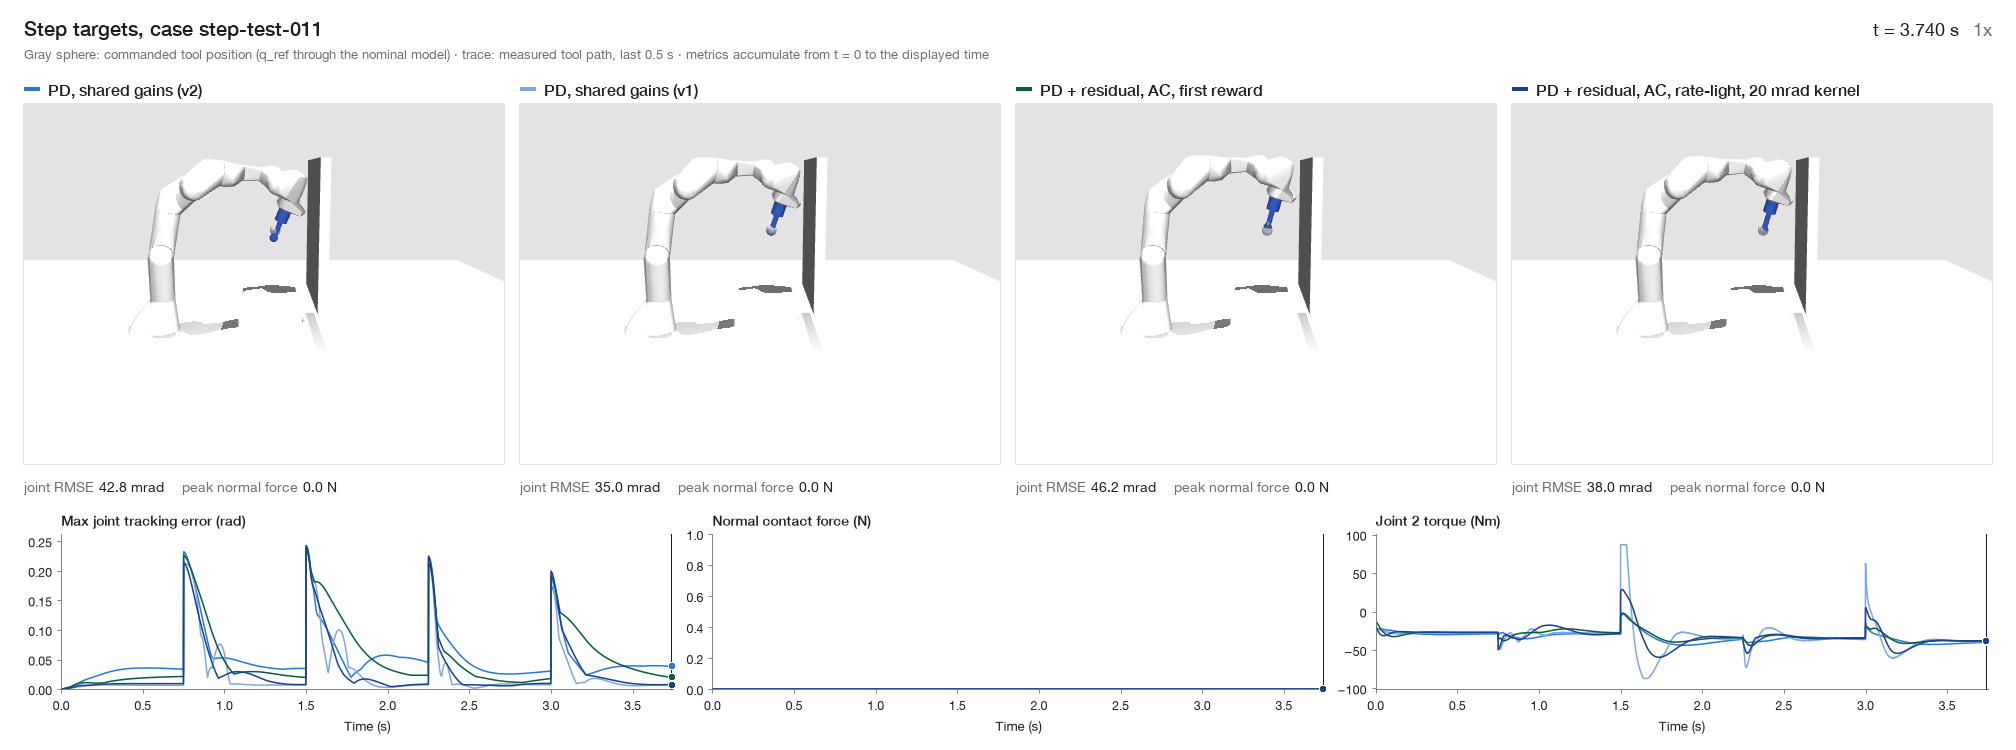 Step targets, case step-test-011
t = 3.740 s 1x
Gray sphere: commanded tool position (q_ref through the nominal model) · trace: measured tool path, last 0.5 s · metrics accumulate from t = 0 to the displayed time
PD, shared gains (v2)
PD, shared gains (v1)
PD + residual, AC, first reward
PD + residual, AC, rate-light, 20 mrad kernel
joint RMSE 42.8 mrad peak normal force 0.0 N
joint RMSE 35.0 mrad peak normal force 0.0 N
joint RMSE 46.2 mrad peak normal force 0.0 N
joint RMSE 38.0 mrad peak normal force 0.0 N
Max joint tracking error (rad)
0.25
0.20
0.15
0.10
0.05
0.00
0.0 0.5 1.0 1.5 2.0 2.5 3.0 3.5
Time (s)
Normal contact force (N)
1.0
0.8
0.6
0.4
0.2
0.0
0.0 0.5 1.0 1.5 2.0 2.5 3.0 3.5
Time (s)
Joint 2 torque (Nm)
100
50
0
−50
−100
0.0 0.5 1.0 1.5 2.0 2.5 3.0 3.5
Time (s)